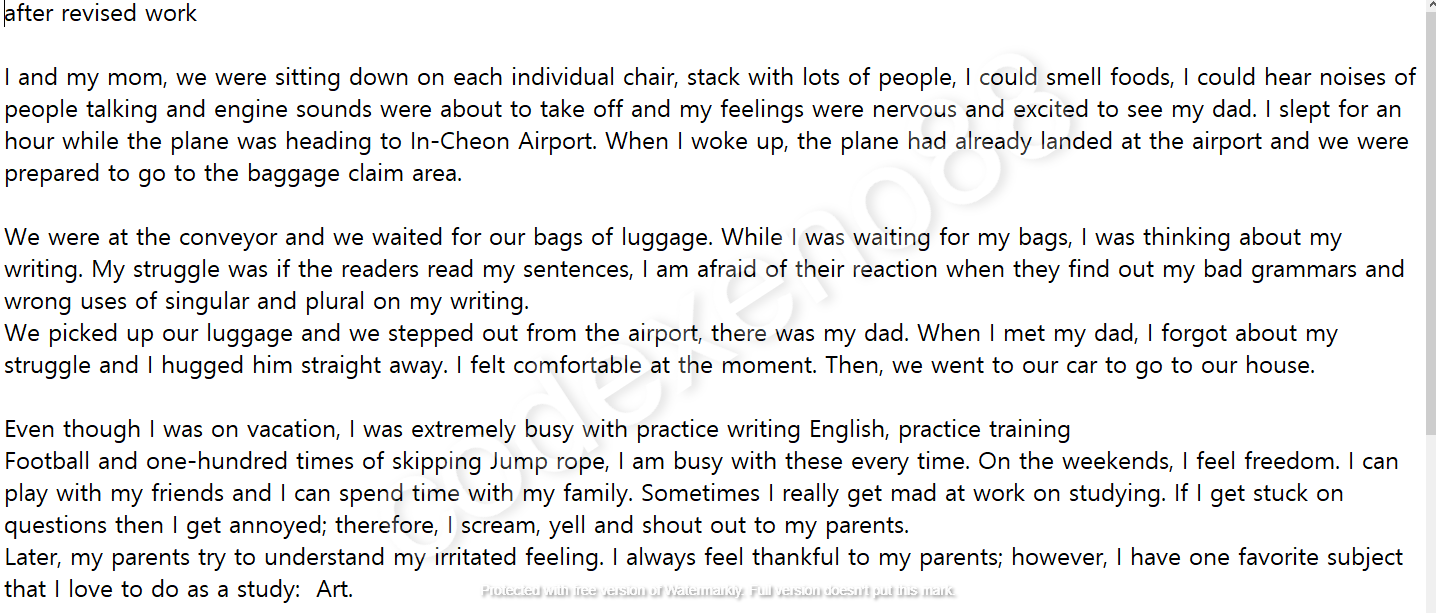 after revised work
I and my mom, we were sitting down on each individual chair, stack with lots of people, I could smell foods, I could hear noises of
people talking and engine sounds were about to take off and my feelings were nervous and excited to see my dad. I slept for an
hour while the plane was heading to In-Cheon Airport. When I woke up, the plane had already landed at the airport and we were
prepared to go to the baggage claim area.
We were at the conveyor and we waited for our bags of luggage. While I was waiting for my bags, I was thinking about my
writing. My struggle was if the readers read my sentences, I am afraid of their reaction when they find out my bad grammars and
wrong uses of singular and plural on my writing.
We picked up our luggage and we stepped out from the airport, there was my dad. When I met my dad, I forgot about my
struggle and I hugged him straight away. I felt comfortable at the moment. Then, we went to our car to go to our house.
Even though I was on vacation, I was extremely busy with practice writing English, practice training
Football and one-hundred times of skipping Jump rope, I am busy with these every time. On the weekends, I feel freedom. I can
play with my friends and I can spend time with my family. Sometimes I really get mad at work on studying. If I get stuck on
questions then I get annoyed; therefore, I scream, yell and shout out to my parents.
Later, my parents try to understand my irritated feeling. I always feel thankful to my parents; however, I have one favorite subject
that I love to do as a study:  Art.
Protected with free version of Watermarkly. Full version doesn't put this mark.